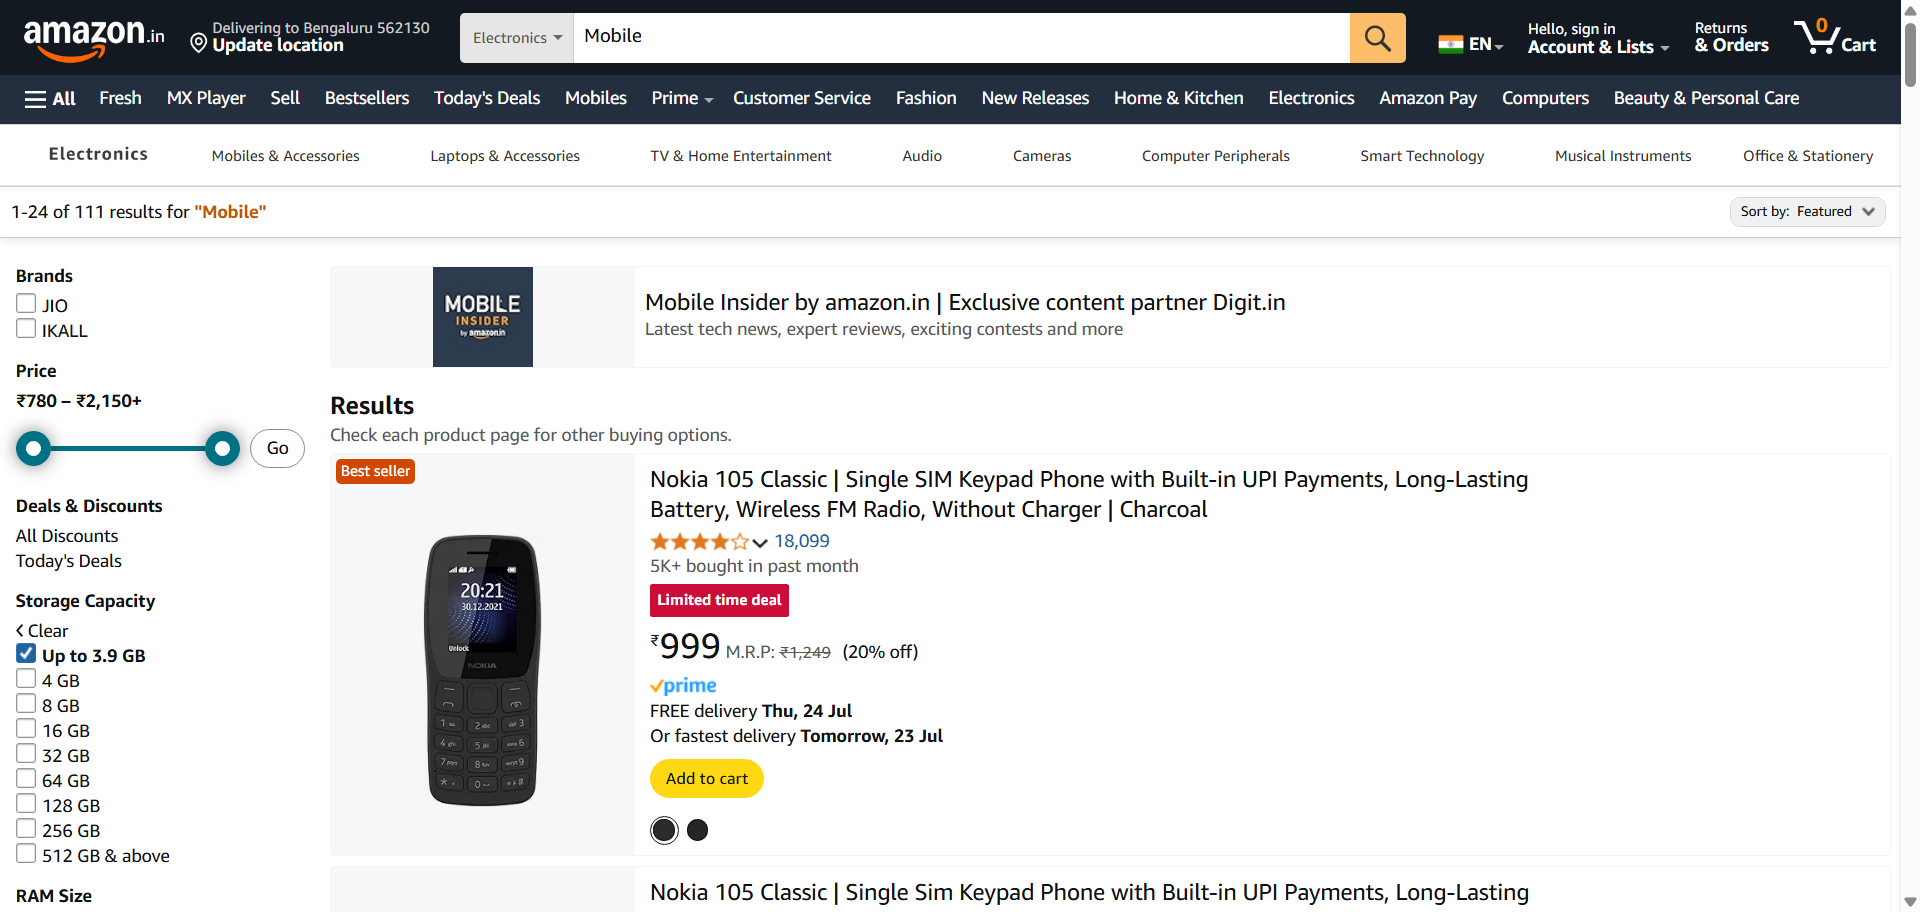 amazon.in
Delivering to Bengaluru 562130
Update location
Electronics
Mobile
EN
Hello, sign in
Account & Lists
Returns
& Orders
0
Cart
All
Fresh
MX Player
Sell
Bestsellers
Today's Deals
Mobiles
Prime
Customer Service
Fashion
New Releases
Home & Kitchen
Electronics
Amazon Pay
Computers
Beauty & Personal Care
Electronics
Mobiles & Accessories
Laptops & Accessories
TV & Home Entertainment
Audio
Cameras
Computer Peripherals
Smart Technology
Musical Instruments
Office & Stationery
1-24 of 111 results for "Mobile"
Sort by: Featured
Brands
JIO
IKALL
Price
₹780 – ₹2,150+
Go
Deals & Discounts
All Discounts
Today's Deals
Storage Capacity
Clear
Up to 3.9 GB
4 GB
8 GB
16 GB
32 GB
64 GB
128 GB
256 GB
512 GB & above
RAM Size
MOBILE
INSIDER
by amazon.in
Mobile Insider by amazon.in | Exclusive content partner Digit.in
Latest tech news, expert reviews, exciting contests and more
Results
Check each product page for other buying options.
Best seller
20:21
30.12.2021
Unlock
NOKIA
Nokia 105 Classic | Single SIM Keypad Phone with Built-in UPI Payments, Long-Lasting
Battery, Wireless FM Radio, Without Charger | Charcoal
18,099
5K+ bought in past month
Limited time deal
₹999 M.R.P: ₹1,249 (20% off)
prime
FREE delivery Thu, 24 Jul
Or fastest delivery Tomorrow, 23 Jul
Add to cart
Nokia 105 Classic | Single Sim Keypad Phone with Built-in UPI Payments, Long-Lasting